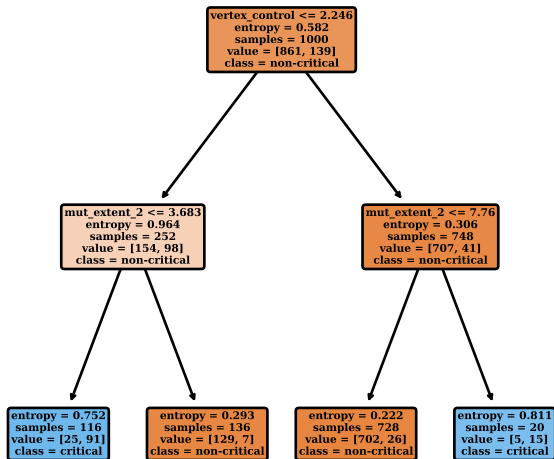 vertex_control <= 2.246
entropy = 0.582
samples = 1000
value = [861, 139]
class = non-critical
mut_extent_2 <= 3.683
entropy = 0.964
samples = 252
value = [154, 98]
class = non-critical
mut_extent_2 <= 7.76
entropy = 0.306
samples = 748
value = [707, 41]
class = non-critical
entropy = 0.752
samples = 116
value = [25, 91]
class = critical
entropy = 0.293
samples = 136
value = [129, 7]
class = non-critical
entropy = 0.222
samples = 728
value = [702, 26]
class = non-critical
entropy = 0.811
samples = 20
value = [5, 15]
class = critical